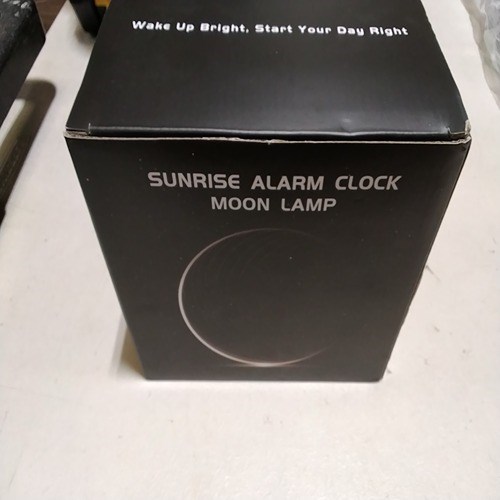 Wake Up Bright, Start Your Day Right
SUNRISE ALARM CLOCK
MOON LAMP